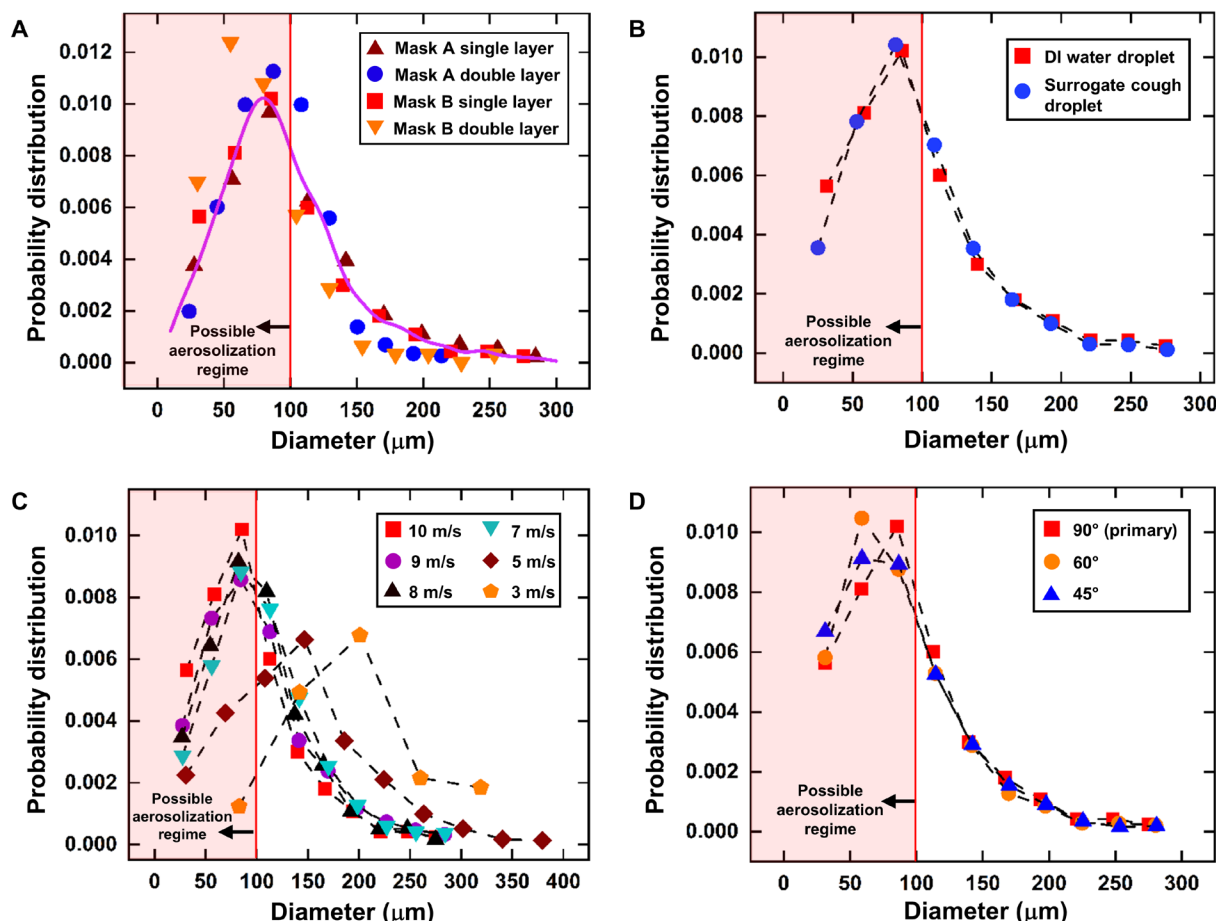 A
Probability distribution
0.012
0.010
0.008
0.006
0.004
0.002
0.000
Mask A single layer
Mask A double layer
Mask B single layer
Mask B double layer
Possible
aerosolization
regime
0 50 100 150 200 250 300
Diameter (μm)
B
Probability distribution
0.010
0.008
0.006
0.004
0.002
0.000
DI water droplet
Surrogate cough
droplet
Possible
aerosolization
regime
0 50 100 150 200 250 300
Diameter (μm)
C
Probability distribution
0.010
0.008
0.006
0.004
0.002
0.000
10 m/s 7 m/s
9 m/s 5 m/s
8 m/s 3 m/s
Possible
aerosolization
regime
0 50 100 150 200 250 300 350 400
Diameter (μm)
D
Probability distribution
0.010
0.008
0.006
0.004
0.002
0.000
90° (primary)
60°
45°
Possible
aerosolization
regime
0 50 100 150 200 250 300
Diameter (μm)